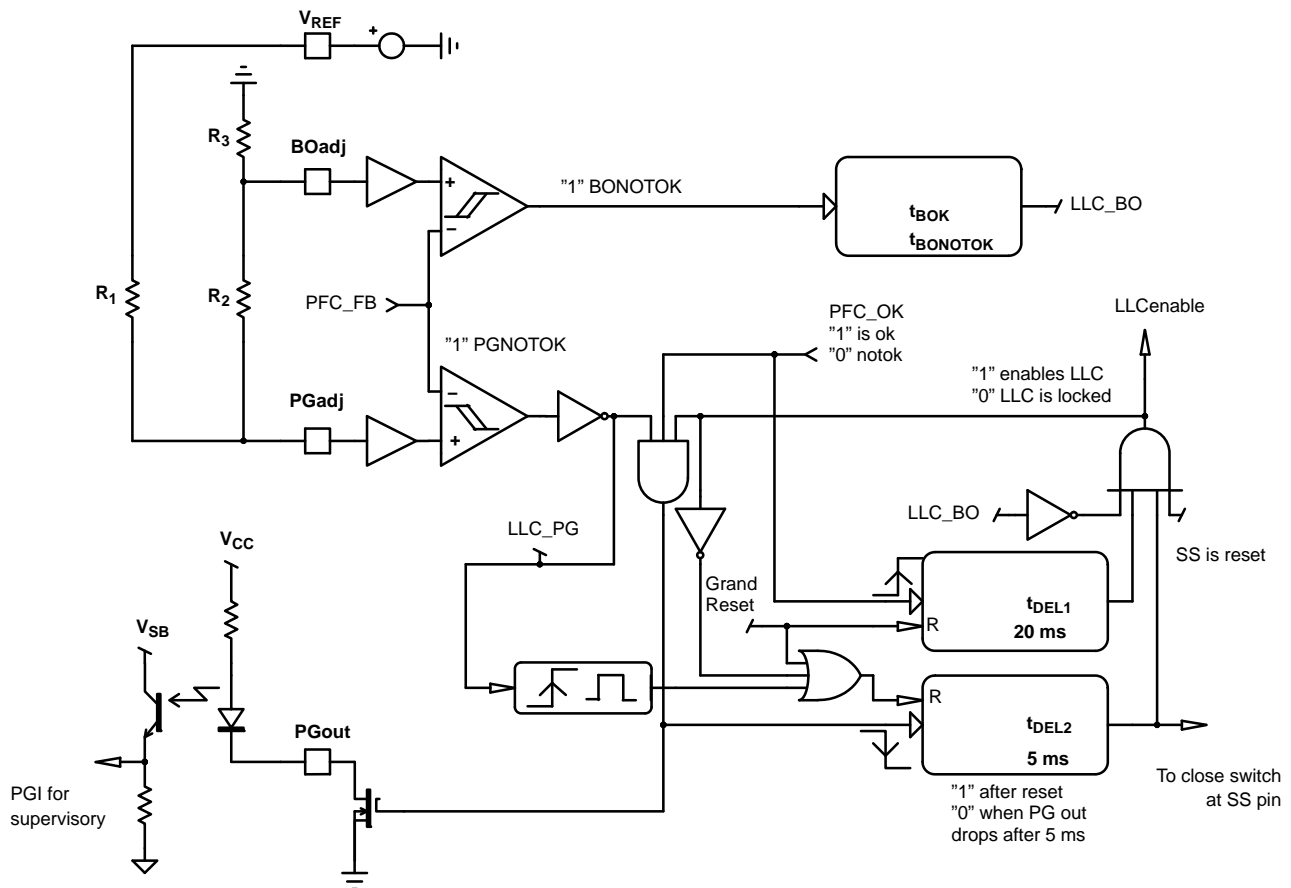 VREF
+
R3
BOadj
+
−
"1" BONOTOK
tBOK
tBONOTOK
LLC_BO
R1
R2
PFC_FB
PFC_OK
"1" is ok
"0" notok
LLCenable
"1" PGNOTOK
"1" enables LLC
"0" LLC is locked
PGadj
−
+
LLC_PG
LLC_BO
SS is reset
VCC
Grand
Reset
tDEL1
20 ms
R
VSB
R
tDEL2
5 ms
PGout
PGI for
supervisory
"1" after reset
"0" when PG out
drops after 5 ms
To close switch
at SS pin